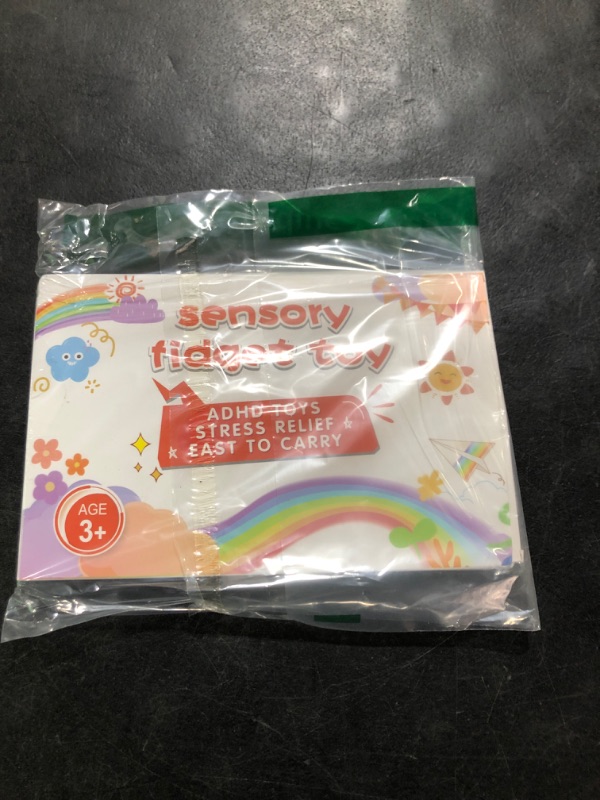 sensory
fidget toy
ADHD TOYS
STRESS RELIEF
EAST TO CARRY
AGE
3+